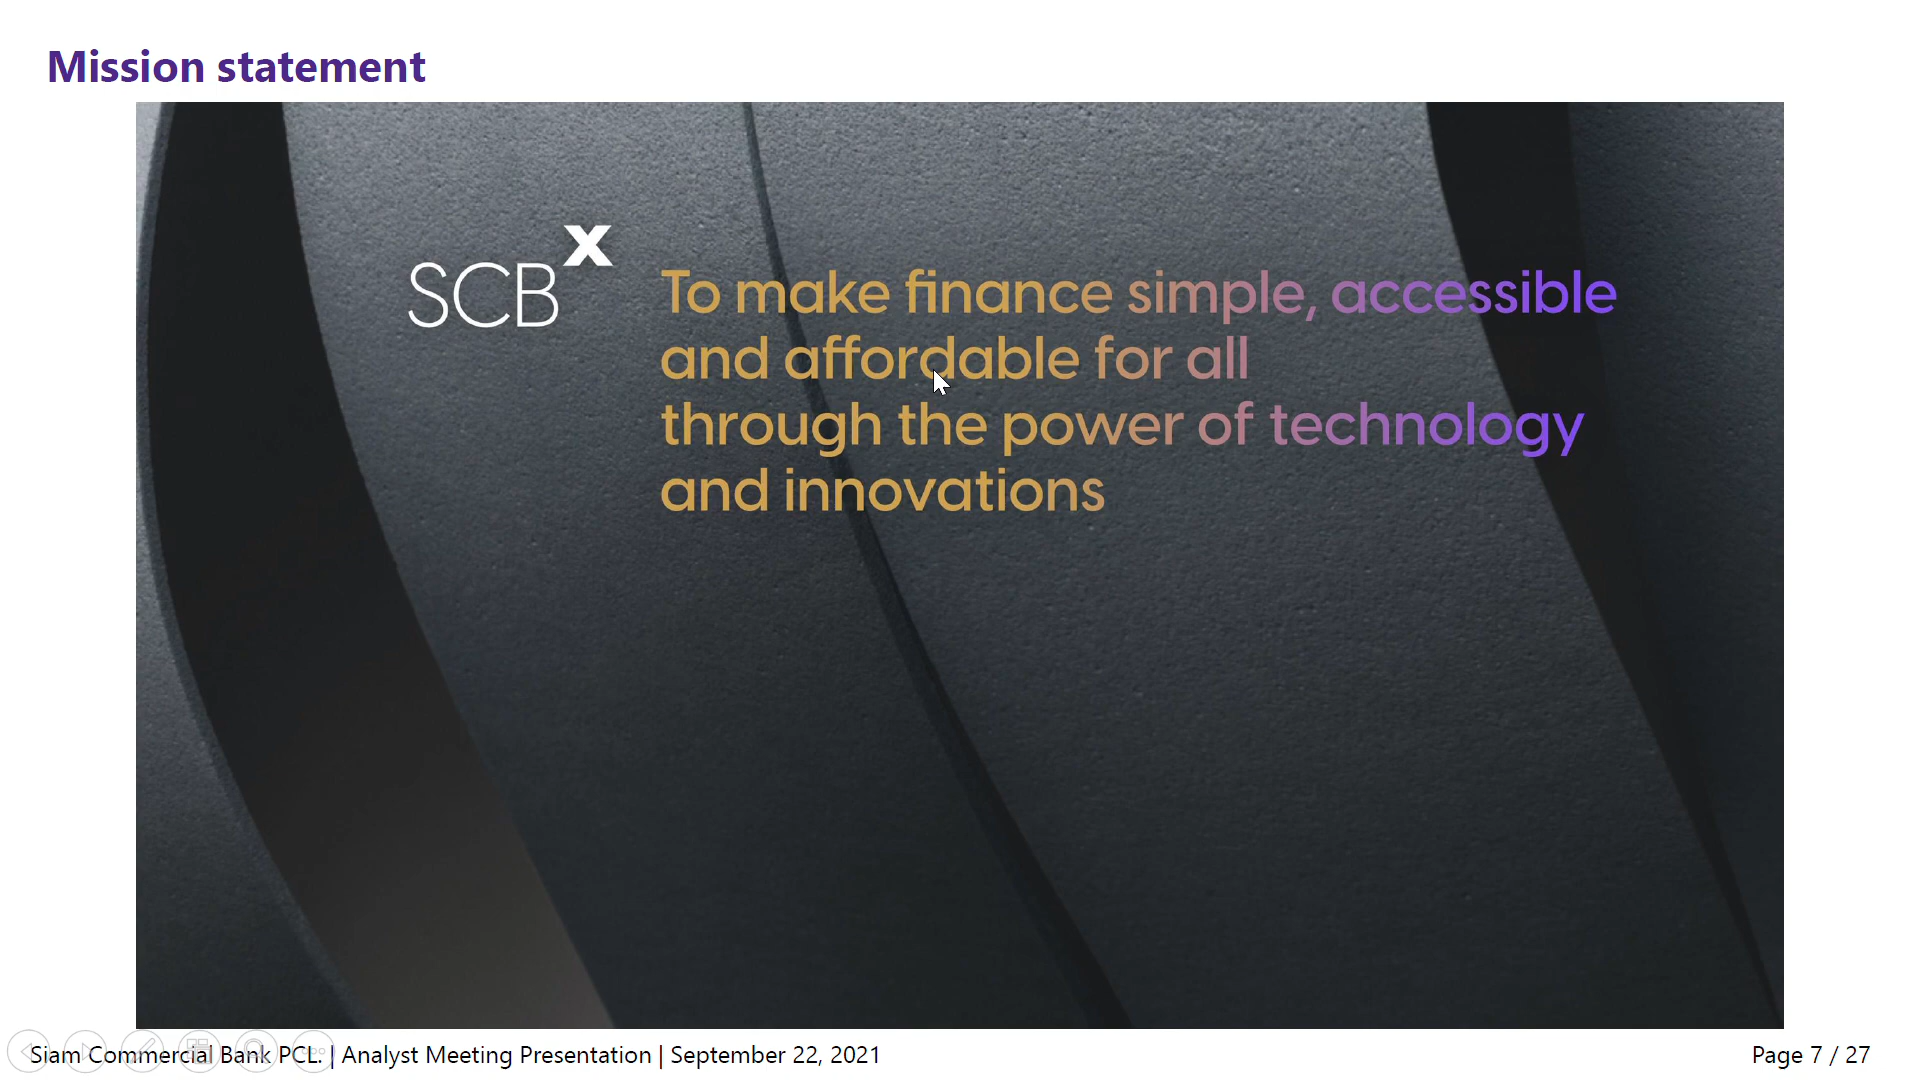 Mission statement
SCBX
To make finance simple, accessible
and affordable for all
through the power of technology
and innovations
Siam Commercial Bank PCL. | Analyst Meeting Presentation | September 22, 2021
Page 7 / 27